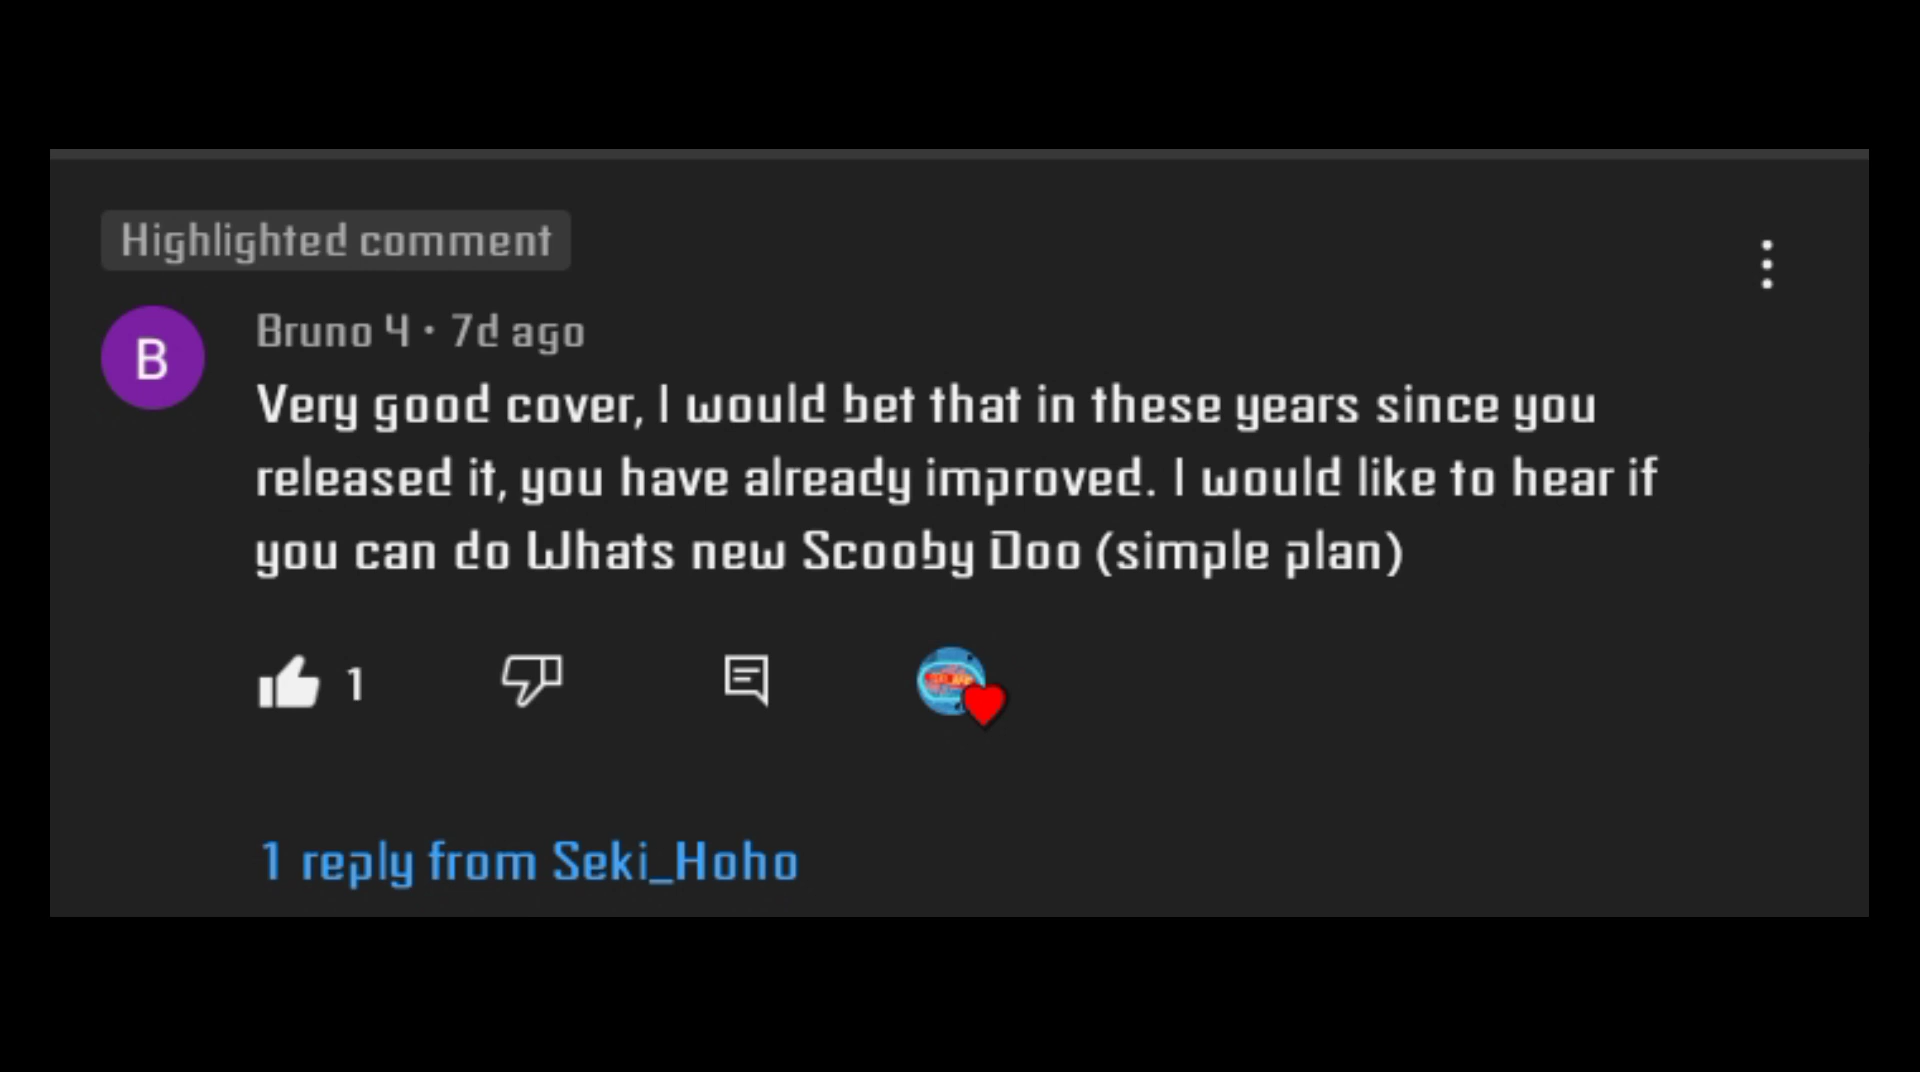 Highlighted comment
B
Bruno 4 • 7d ago
Very good cover, I would bet that in these years since you
released it, you have already improved. I would like to hear if
you can do Whats new Scooby Doo (simple plan)
1
1 reply from Seki_Hoho